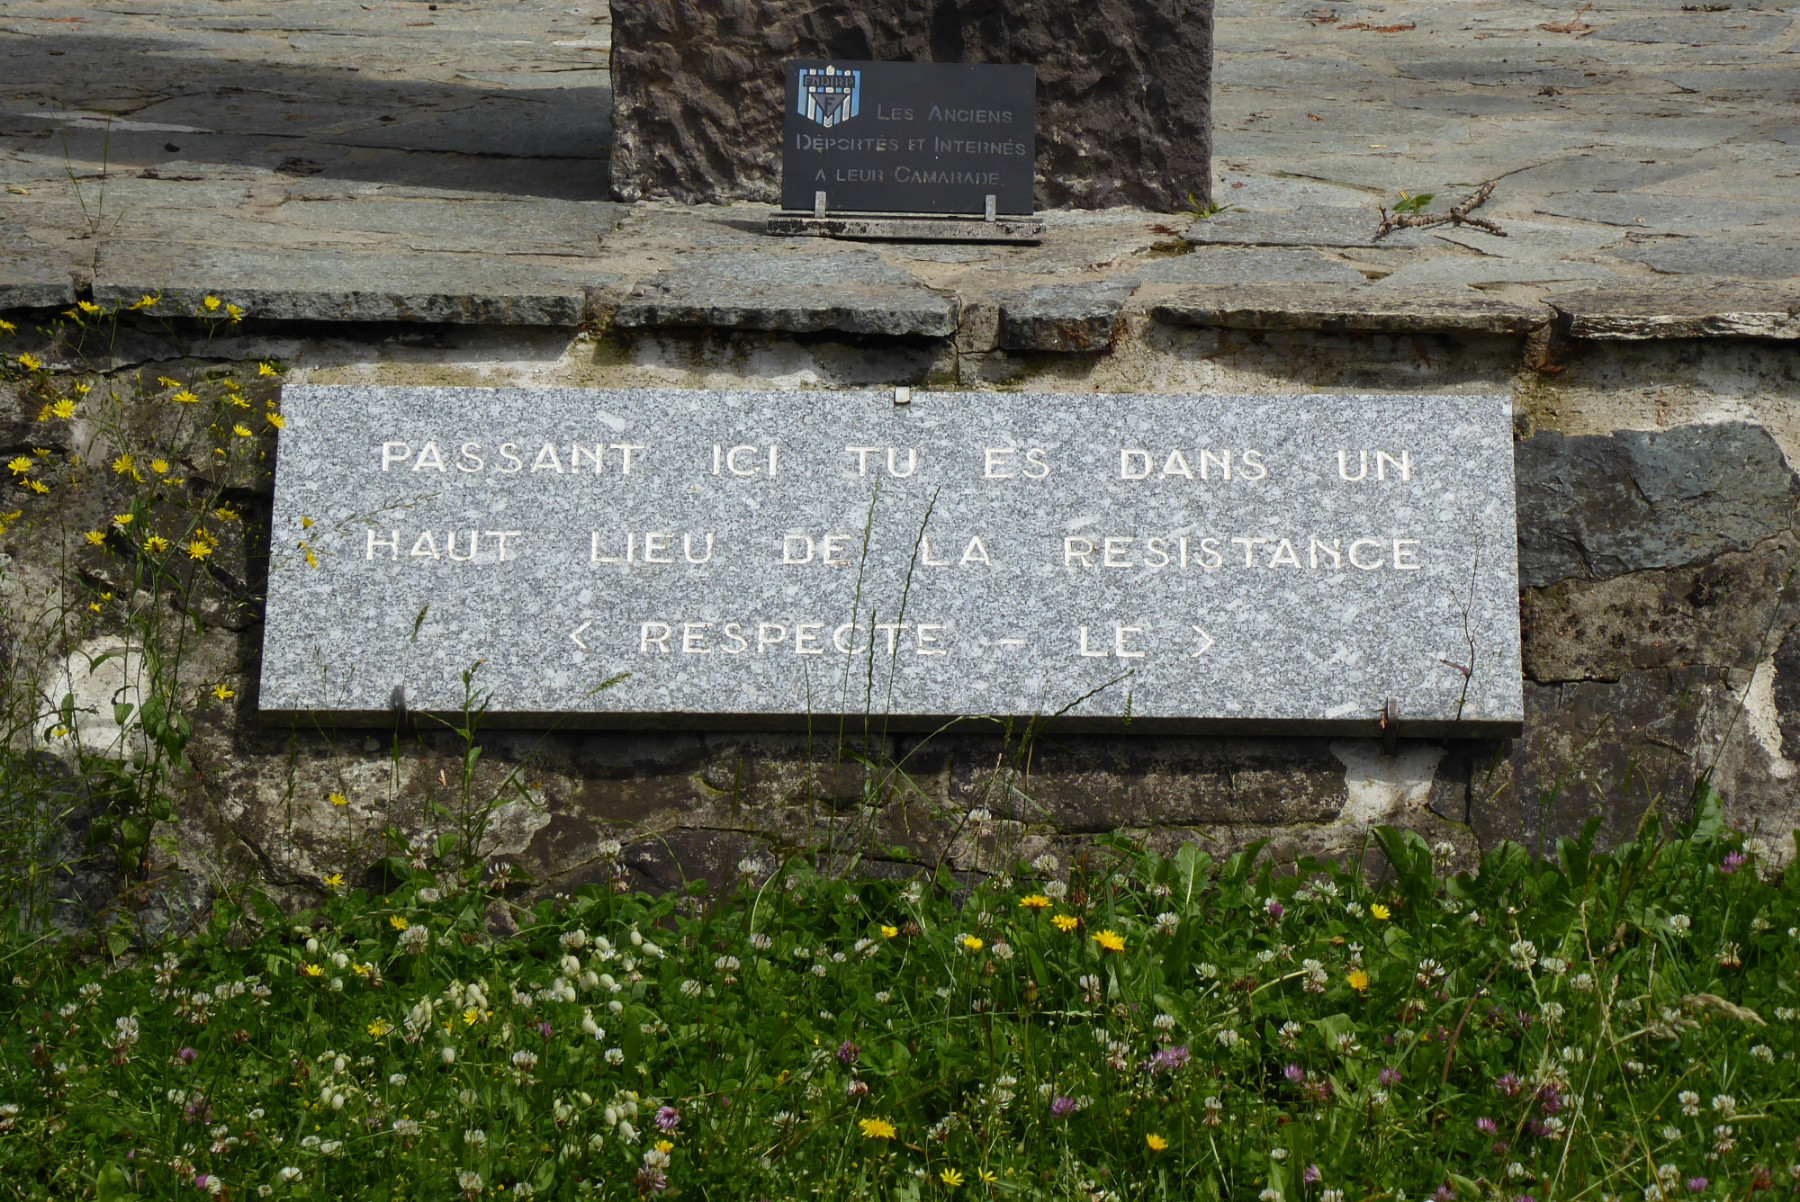 FNDIRP
F
LES ANCIENS
DÉPORTÉS ET INTERNÉS
A LEUR CAMARADE.
PASSANT ICI TU ES DANS UN
HAUT LIEU DE LA RESISTANCE
< RESPECTE - LE >